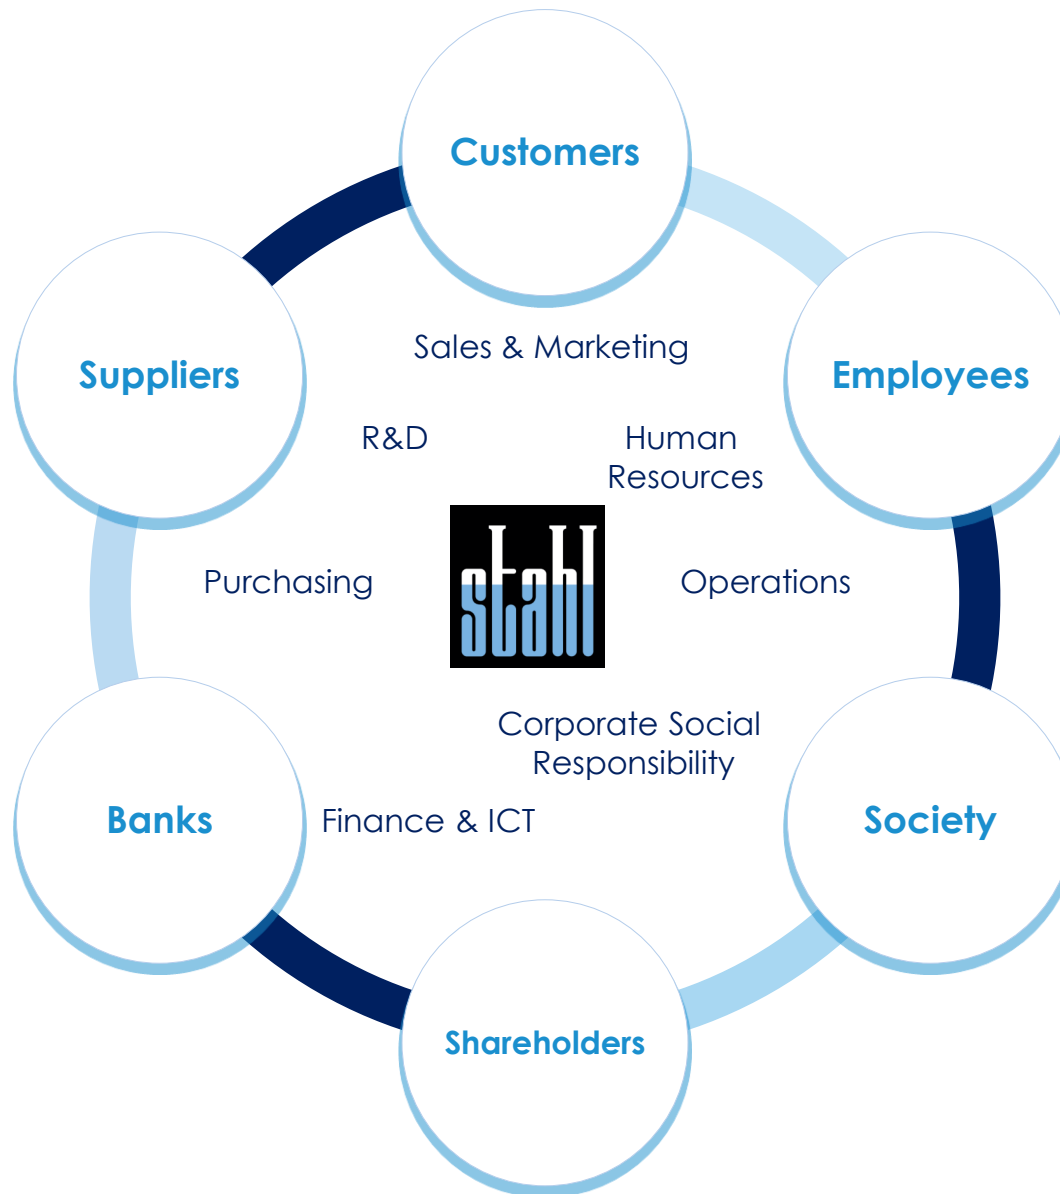 Customers
Sales & Marketing
Suppliers
Employees
R&D
Human
Resources
stahl
Purchasing
Operations
Corporate Social
Responsibility
Banks
Finance & ICT
Society
Shareholders